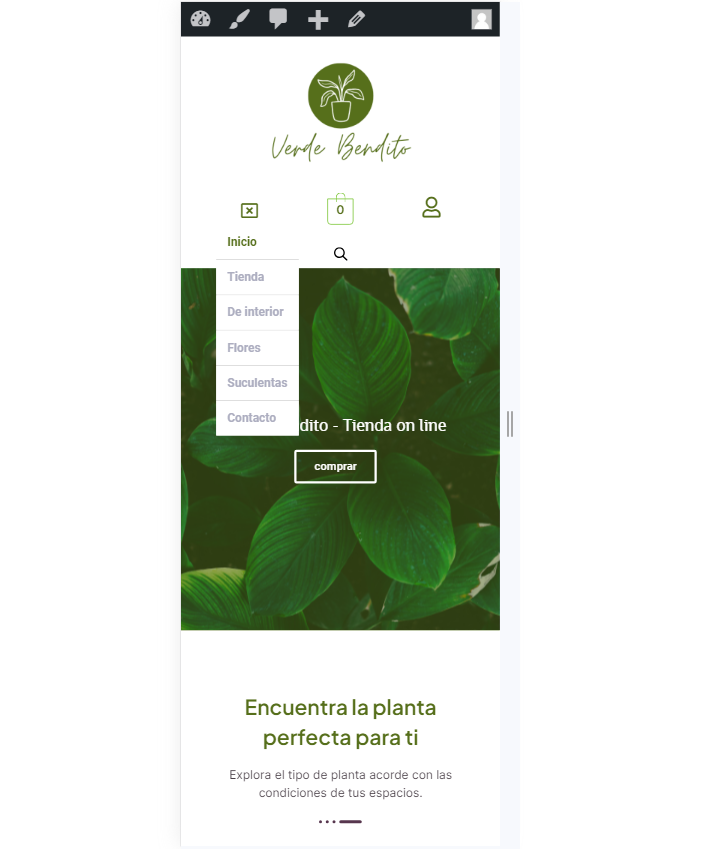 Verde Bendito
0
Inicio
Tienda
De interior
Flores
Suculentas
Contacto
dito - Tienda on line
comprar
Encuentra la planta
perfecta para ti
Explora el tipo de planta acorde con las
condiciones de tus espacios.